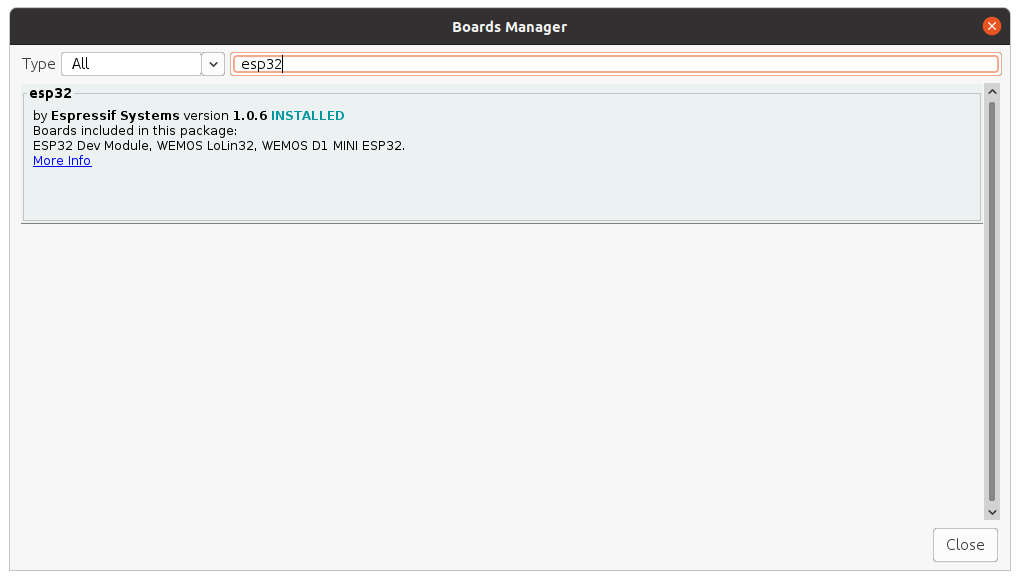 Boards Manager
Type All esp32
esp32
by Espressif Systems version 1.0.6 INSTALLED
Boards included in this package:
ESP32 Dev Module, WEMOS LoLin32, WEMOS D1 MINI ESP32.
More Info
Close